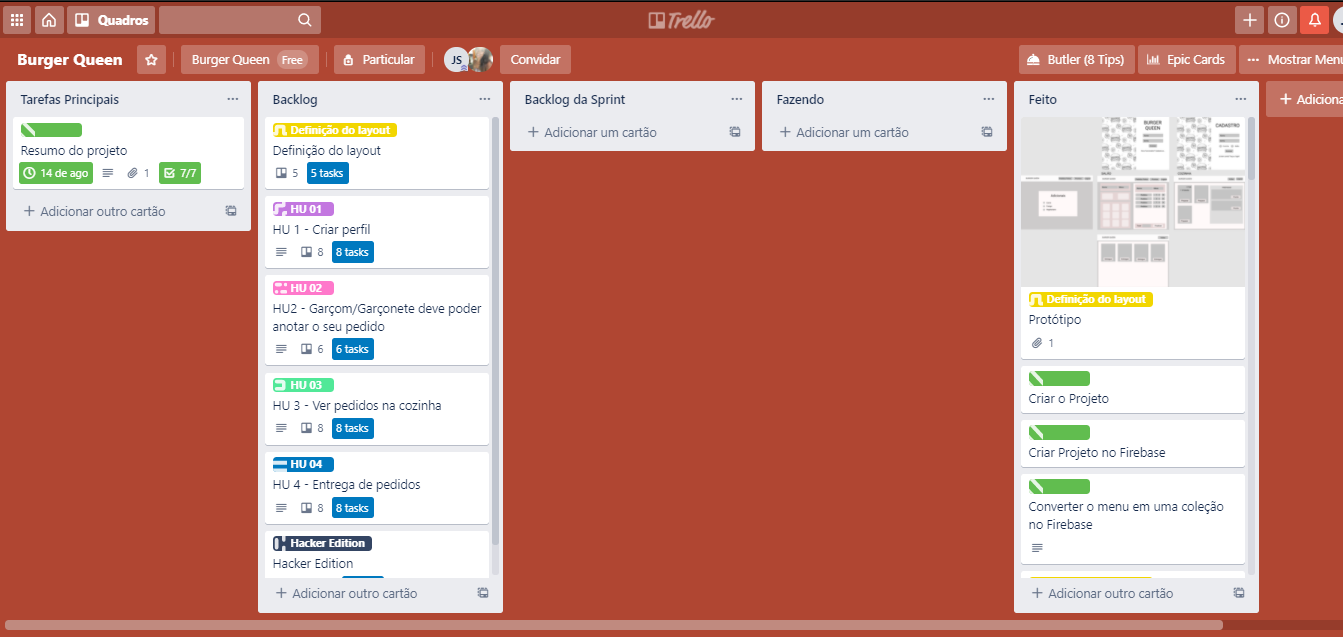 Quadros
Trello
Burger Queen
Burger Queen Free
Particular
JS
Convidar
Butler (8 Tips)
Epic Cards
Mostrar Menu
Tarefas Principais
Resumo do projeto
14 de ago
1
7/7
+ Adicionar outro cartão
Backlog
Definição do layout
Definição do layout
5
5 tasks
HU 01
HU 1 - Criar perfil
8
8 tasks
HU 02
HU2 - Garçom/Garçonete deve poder
anotar o seu pedido
6
6 tasks
HU 03
HU 3 - Ver pedidos na cozinha
8
8 tasks
HU 04
HU 4 - Entrega de pedidos
8
8 tasks
Hacker Edition
Hacker Edition
+ Adicionar outro cartão
Backlog da Sprint
+ Adicionar um cartão
Fazendo
+ Adicionar um cartão
Feito
BURGER
QUEEN
CADASTRO
Definição do layout
Protótipo
1
Criar o Projeto
Criar Projeto no Firebase
Converter o menu em uma coleção
no Firebase
+ Adicionar outro cartão
+ Adiciona